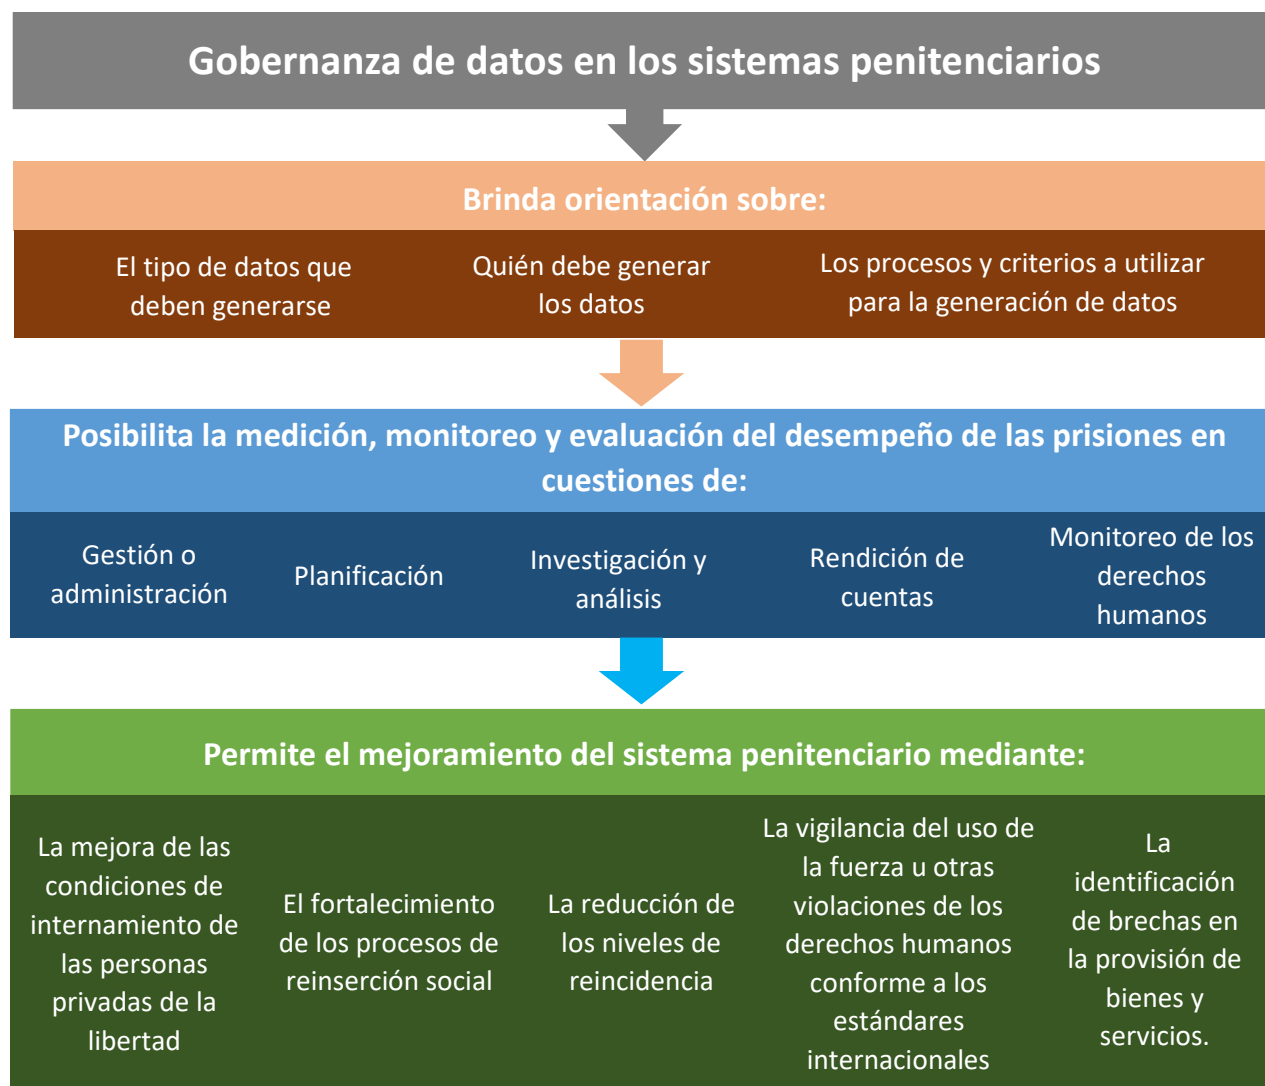 Gobernanza de datos en los sistemas penitenciarios
Brinda orientación sobre:
El tipo de datos que
deben generarse
Quién debe generar
los datos
Los procesos y criterios a utilizar
para la generación de datos
Posibilita la medición, monitoreo y evaluación del desempeño de las prisiones en
cuestiones de:
Gestión o
administración
Planificación
Investigación y
análisis
Rendición de
cuentas
Monitoreo de los
derechos
humanos
Permite el mejoramiento del sistema penitenciario mediante:
La mejora de las
condiciones de
internamiento de
las personas
privadas de la
libertad
El fortalecimiento
de los procesos de
reinserción social
La reducción de
los niveles de
reincidencia
La vigilancia del uso de
la fuerza u otras
violaciones de los
derechos humanos
conforme a los
estándares
internacionales
La
identificación
de brechas en
la provisión de
bienes y
servicios.